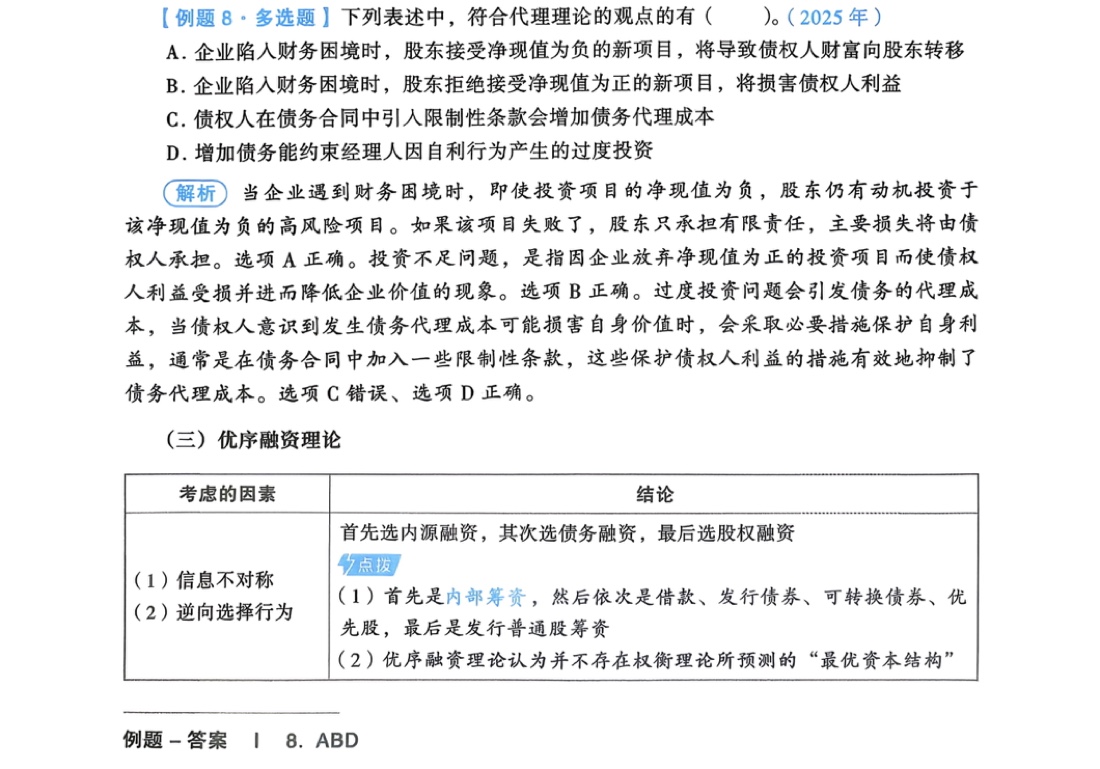 【例题8·多选题】下列表述中，符合代理理论的观点的有（　　）。（2025年）
A. 企业陷入财务困境时，股东接受净现值为负的新项目，将导致债权人财富向股东转移
B. 企业陷入财务困境时，股东拒绝接受净现值为正的新项目，将损害债权人利益
C. 债权人在债务合同中引入限制性条款会增加债务代理成本
D. 增加债务能约束经理人因自利行为产生的过度投资
解析 当企业遇到财务困境时，即使投资项目的净现值为负，股东仍有动机投资于
该净现值为负的高风险项目。如果该项目失败了，股东只承担有限责任，主要损失将由债
权人承担。选项A正确。投资不足问题，是指因企业放弃净现值为正的投资项目而使债权
人利益受损并进而降低企业价值的现象。选项B正确。过度投资问题会引发债务的代理成
本，当债权人意识到发生债务代理成本可能损害自身价值时，会采取必要措施保护自身利
益，通常是在债务合同中加入一些限制性条款，这些保护债权人利益的措施有效地抑制了
债务代理成本。选项C错误、选项D正确。
（三）优序融资理论
考虑的因素
结论
（1）信息不对称
（2）逆向选择行为
首先选内源融资，其次选债务融资，最后选股权融资
点拨
（1）首先是内部筹资，然后依次是借款、发行债券、可转换债券、优
先股，最后是发行普通股筹资
（2）优序融资理论认为并不存在权衡理论所预测的“最优资本结构”
例题－答案 | 8. ABD